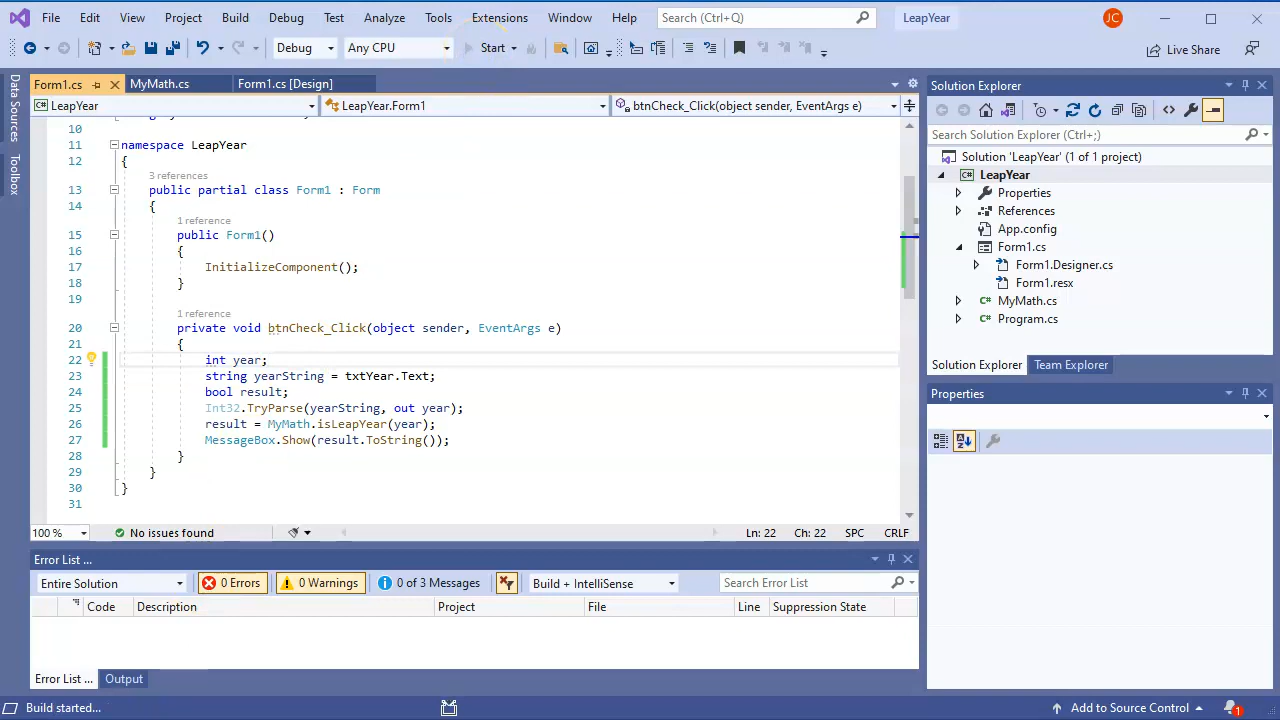 File Edit View Project Build Debug Test Analyze Tools Extensions Window Help Search (Ctrl+Q) LeapYear JC
Debug Any CPU Start Live Share
Data Sources
Toolbox
Form1.cs MyMath.cs Form1.cs [Design]
LeapYear LeapYear.Form1 btnCheck_Click(object sender, EventArgs e)
10
11 namespace LeapYear
12 {
3 references
13 public partial class Form1 : Form
14 {
1 reference
15 public Form1()
16 {
17 InitializeComponent();
18 }
19
1 reference
20 private void btnCheck_Click(object sender, EventArgs e)
21 {
22 int year;
23 string yearString = txtYear.Text;
24 bool result;
25 Int32.TryParse(yearString, out year);
26 result = MyMath.isLeapYear(year);
27 MessageBox.Show(result.ToString());
28 }
29 }
30 }
31
100 % No issues found Ln: 22 Ch: 22 SPC CRLF
Error List ...
Entire Solution 0 Errors 0 Warnings 0 of 3 Messages Build + IntelliSense Search Error List
Code Description Project File Line Suppression State
Error List ... Output
Solution Explorer
Search Solution Explorer (Ctrl+;)
Solution 'LeapYear' (1 of 1 project)
LeapYear
Properties
References
App.config
Form1.cs
Form1.Designer.cs
Form1.resx
MyMath.cs
Program.cs
Solution Explorer Team Explorer
Properties
Build started... Add to Source Control 1